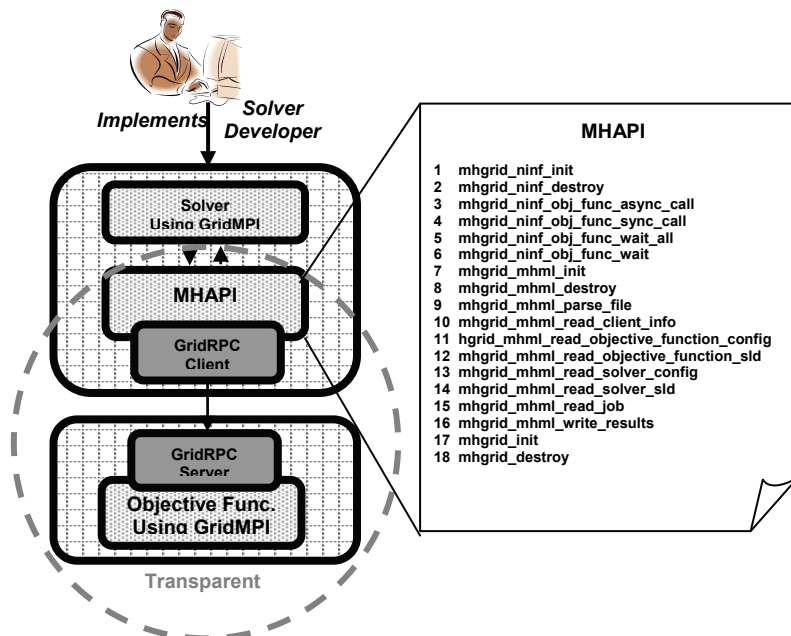 Implements
Solver
Developer
Solver
Using GridMPI
MHAPI
GridRPC
Client
GridRPC
Server
Objective Func.
Using GridMPI
Transparent
MHAPI
1 mhgrid_ninf_init
2 mhgrid_ninf_destroy
3 mhgrid_ninf_obj_func_async_call
4 mhgrid_ninf_obj_func_sync_call
5 mhgrid_ninf_obj_func_wait_all
6 mhgrid_ninf_obj_func_wait
7 mhgrid_mhml_init
8 mhgrid_mhml_destroy
9 mhgrid_mhml_parse_file
10 mhgrid_mhml_read_client_info
11 hgrid_mhml_read_objective_function_config
12 mhgrid_mhml_read_objective_function_sld
13 mhgrid_mhml_read_solver_config
14 mhgrid_mhml_read_solver_sld
15 mhgrid_mhml_read_job
16 mhgrid_mhml_write_results
17 mhgrid_init
18 mhgrid_destroy